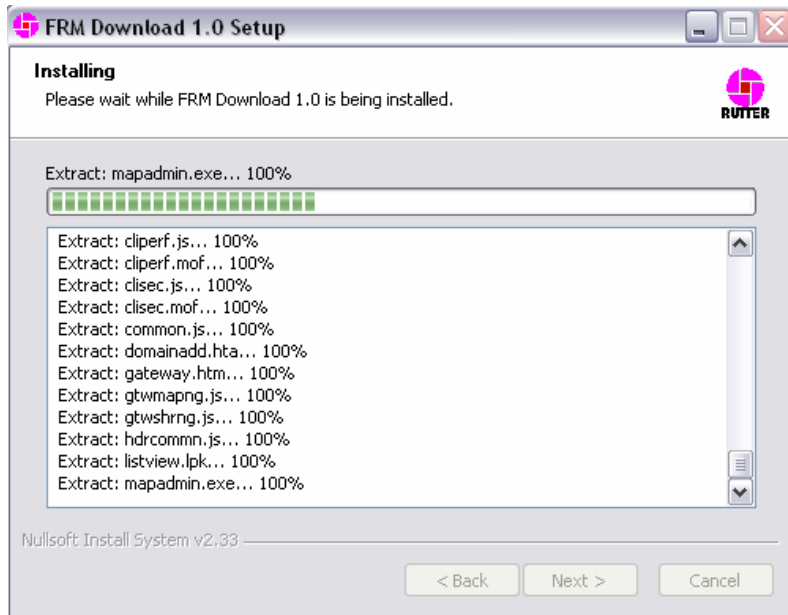 FRM Download 1.0 Setup
Installing
Please wait while FRM Download 1.0 is being installed.
RUTTER
Extract: mapadmin.exe... 100%
Extract: cliperf.js... 100%
Extract: cliperf.mof... 100%
Extract: clisec.js... 100%
Extract: clisec.mof... 100%
Extract: common.js... 100%
Extract: domainadd.hta... 100%
Extract: gateway.htm... 100%
Extract: gtwmapng.js... 100%
Extract: gtwshrng.js... 100%
Extract: hdrcommn.js... 100%
Extract: listview.lpk... 100%
Extract: mapadmin.exe... 100%
Nullsoft Install System v2.33
< Back Next > Cancel